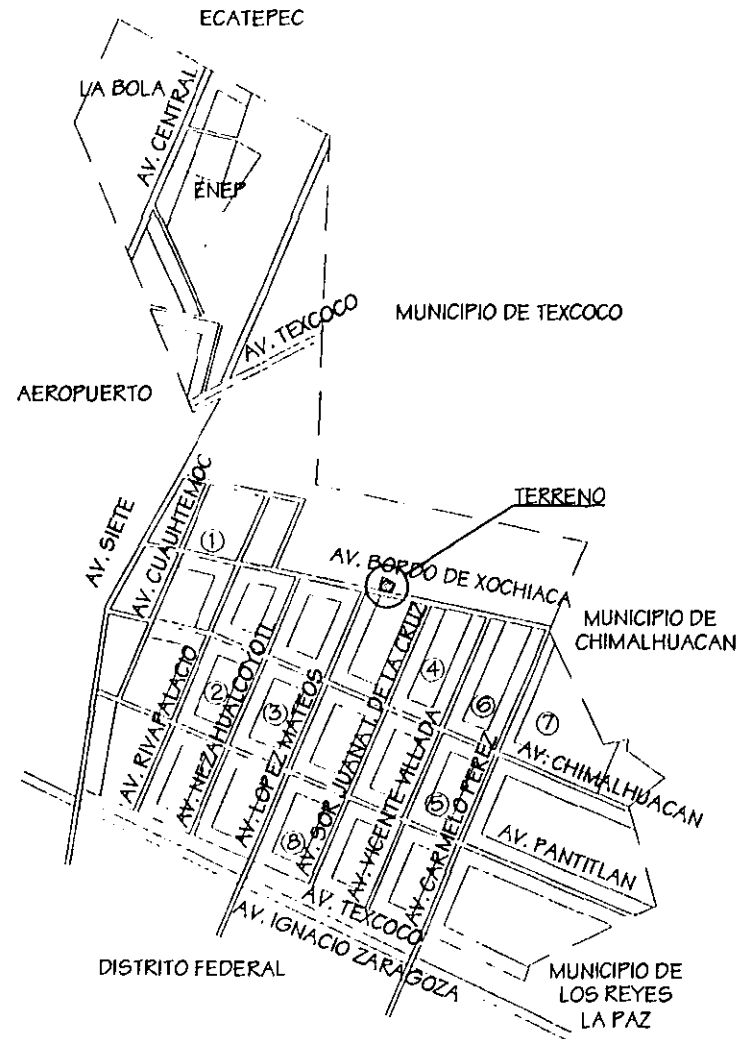 ECATEPEC
LA BOLA
AV. CENTRAL
ENEP
AV. TEXCOCO
MUNICIPIO DE TEXCOCO
AEROPUERTO
TERRENO
AV. SIETE
AV. CUAUHTEMOC
①
AV. BORDO DE XOCHIACA
MUNICIPIO DE
CHIMALHUACAN
AV. RIVAPALACIO
②
AV. NEZAHUALCOYOTL
③
AV. LOPEZ MATEOS
AV. SOR JUANA I. DE LA CRUZ
④
AV. VICENTE VILLADA
⑥
⑤
AV. CARMELO PEREZ
⑦
AV. CHIMALHUACAN
AV. PANTITLAN
⑧
AV. TEXCOCO
AV. IGNACIO ZARAGOZA
DISTRITO FEDERAL
MUNICIPIO DE
LOS REYES
LA PAZ